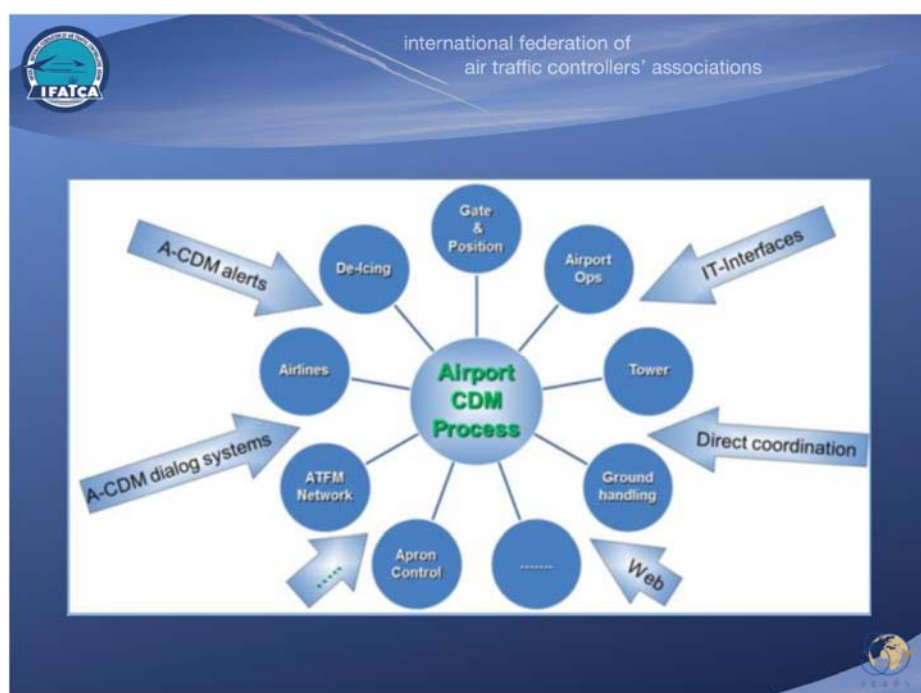 international federation of
air traffic controllers' associations
IFATCA
Gate
&
Position
De-Icing
Airport
Ops
A-CDM alerts
IT-Interfaces
Airlines
Airport
CDM
Process
Tower
A-CDM dialog systems
Direct coordination
ATFM
Network
Ground
handling
.....
Apron
Control
.......
Web
YEARS